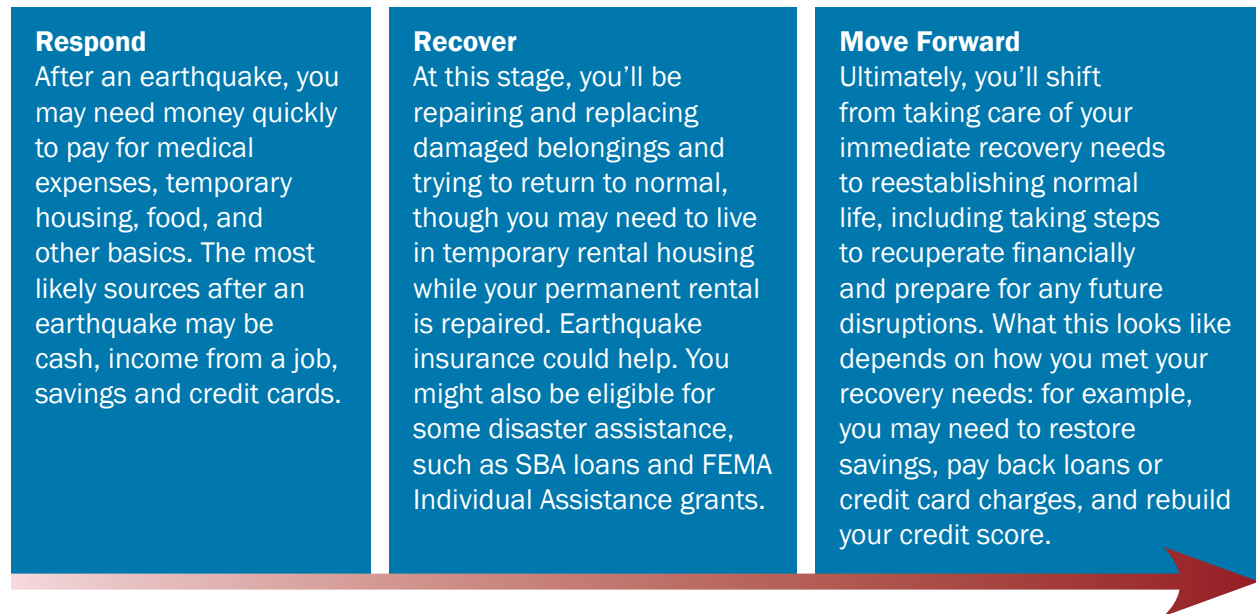 Respond
After an earthquake, you
may need money quickly
to pay for medical
expenses, temporary
housing, food, and
other basics. The most
likely sources after an
earthquake may be
cash, income from a job,
savings and credit cards.
Recover
At this stage, you’ll be
repairing and replacing
damaged belongings and
trying to return to normal,
though you may need to live
in temporary rental housing
while your permanent rental
is repaired. Earthquake
insurance could help. You
might also be eligible for
some disaster assistance,
such as SBA loans and FEMA
Individual Assistance grants.
Move Forward
Ultimately, you’ll shift
from taking care of your
immediate recovery needs
to reestablishing normal
life, including taking steps
to recuperate financially
and prepare for any future
disruptions. What this looks like
depends on how you met your
recovery needs: for example,
you may need to restore
savings, pay back loans or
credit card charges, and rebuild
your credit score.